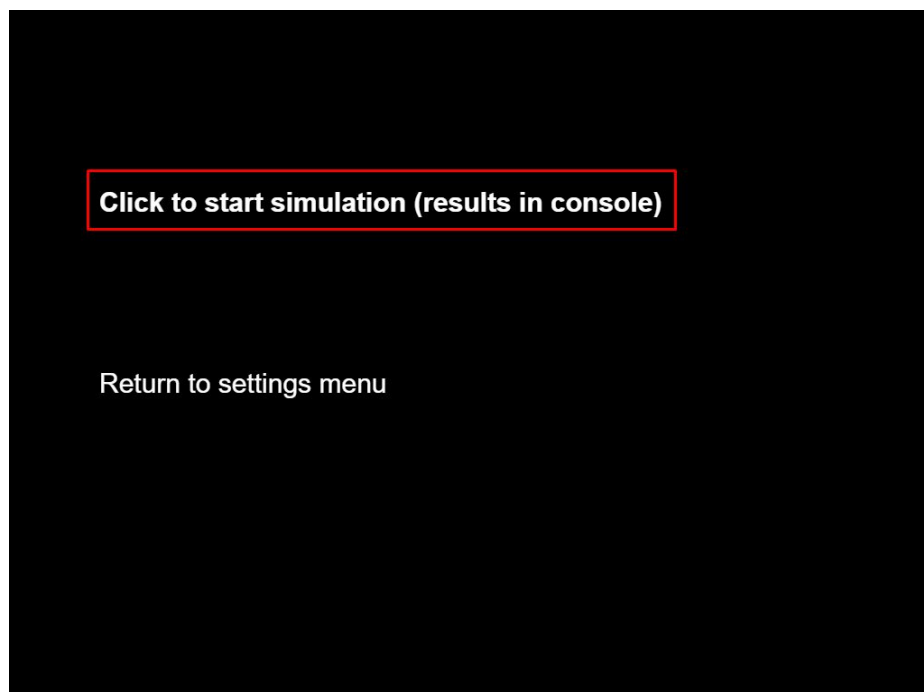 Click to start simulation (results in console)
Return to settings menu